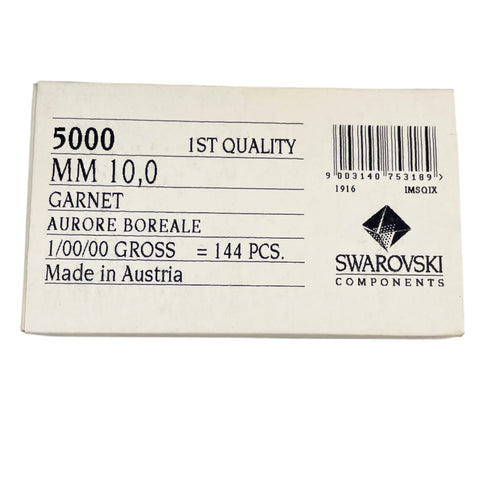 5000 1ST QUALITY
MM 10,0
GARNET
AURORE BOREALE
1/00/00 GROSS = 144 PCS.
Made in Austria
9 003140 753189 >
1916 IMSQIX
SWAROVSKI
COMPONENTS